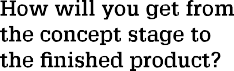 How will you get from
the concept stage to
the finished product?